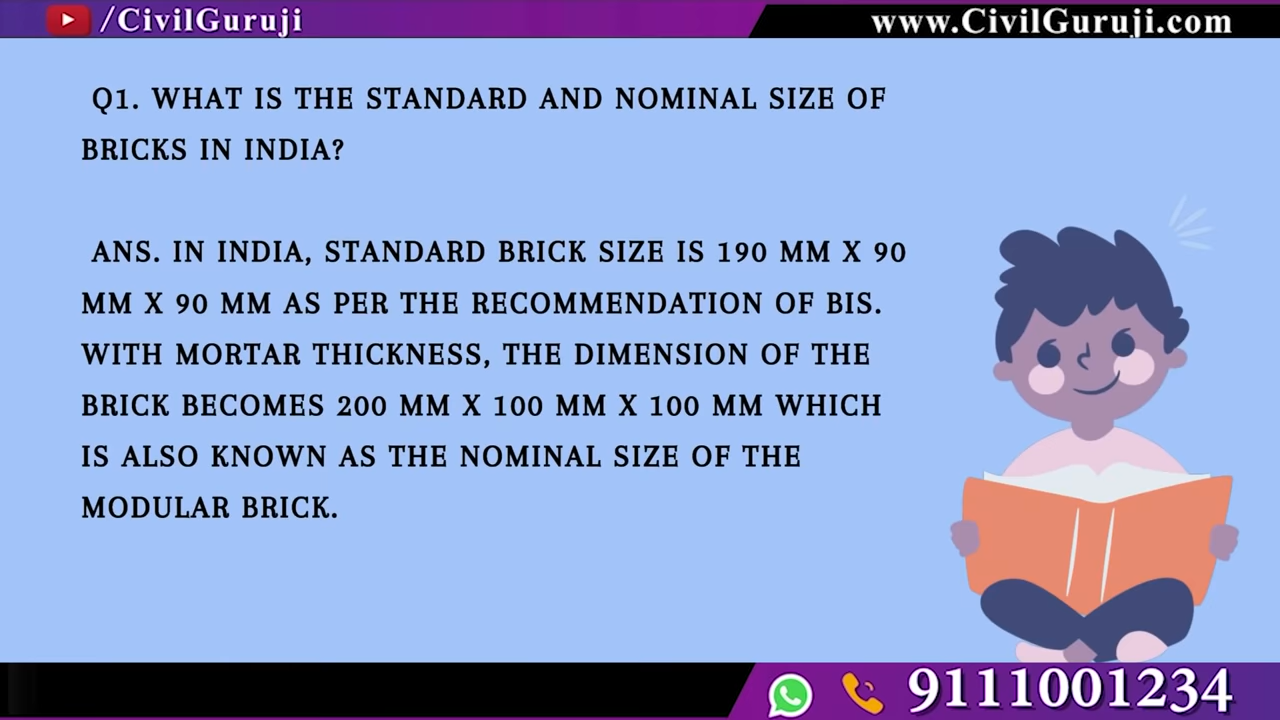 /CivilGuruji
www.CivilGuruji.com
Q1. WHAT IS THE STANDARD AND NOMINAL SIZE OF
BRICKS IN INDIA?
ANS. IN INDIA, STANDARD BRICK SIZE IS 190 MM X 90
MM X 90 MM AS PER THE RECOMMENDATION OF BIS.
WITH MORTAR THICKNESS, THE DIMENSION OF THE
BRICK BECOMES 200 MM X 100 MM X 100 MM WHICH
IS ALSO KNOWN AS THE NOMINAL SIZE OF THE
MODULAR BRICK.
9111001234